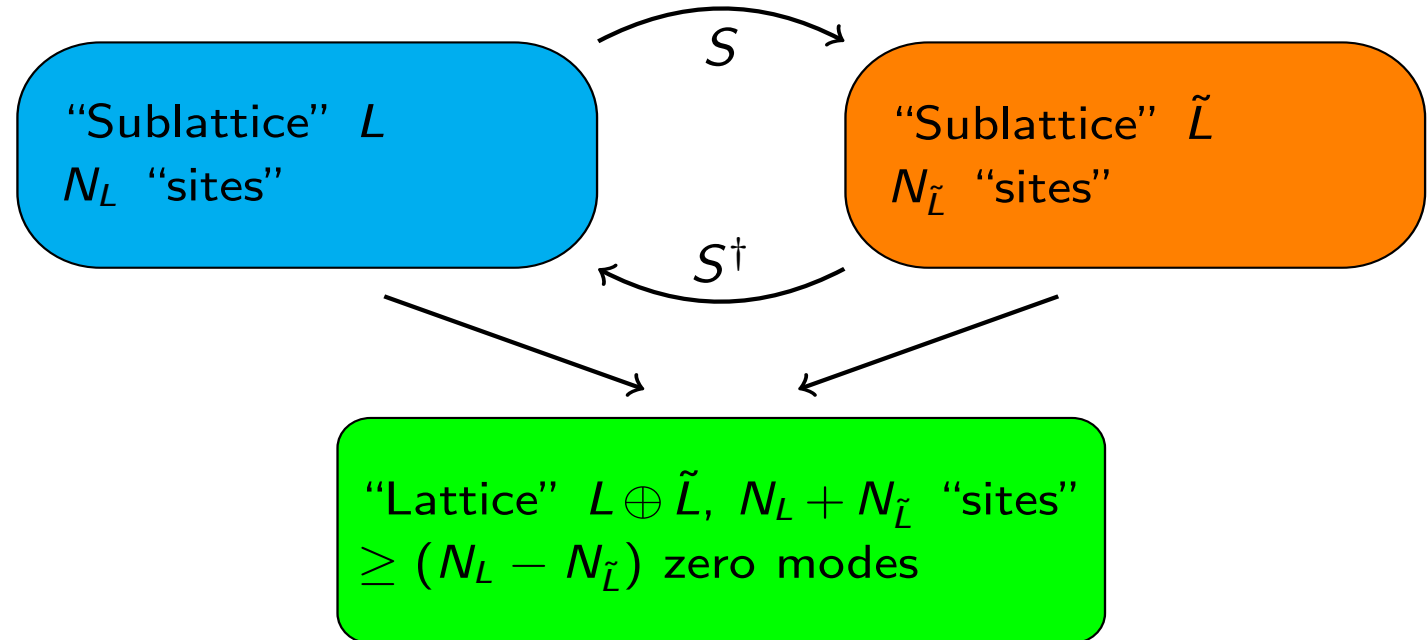 S
“Sublattice” L
N_L “sites”
“Sublattice” L̃
N_L̃ “sites”
S†
“Lattice” L ⊕ L̃, N_L + N_L̃ “sites”
≥ (N_L − N_L̃) zero modes